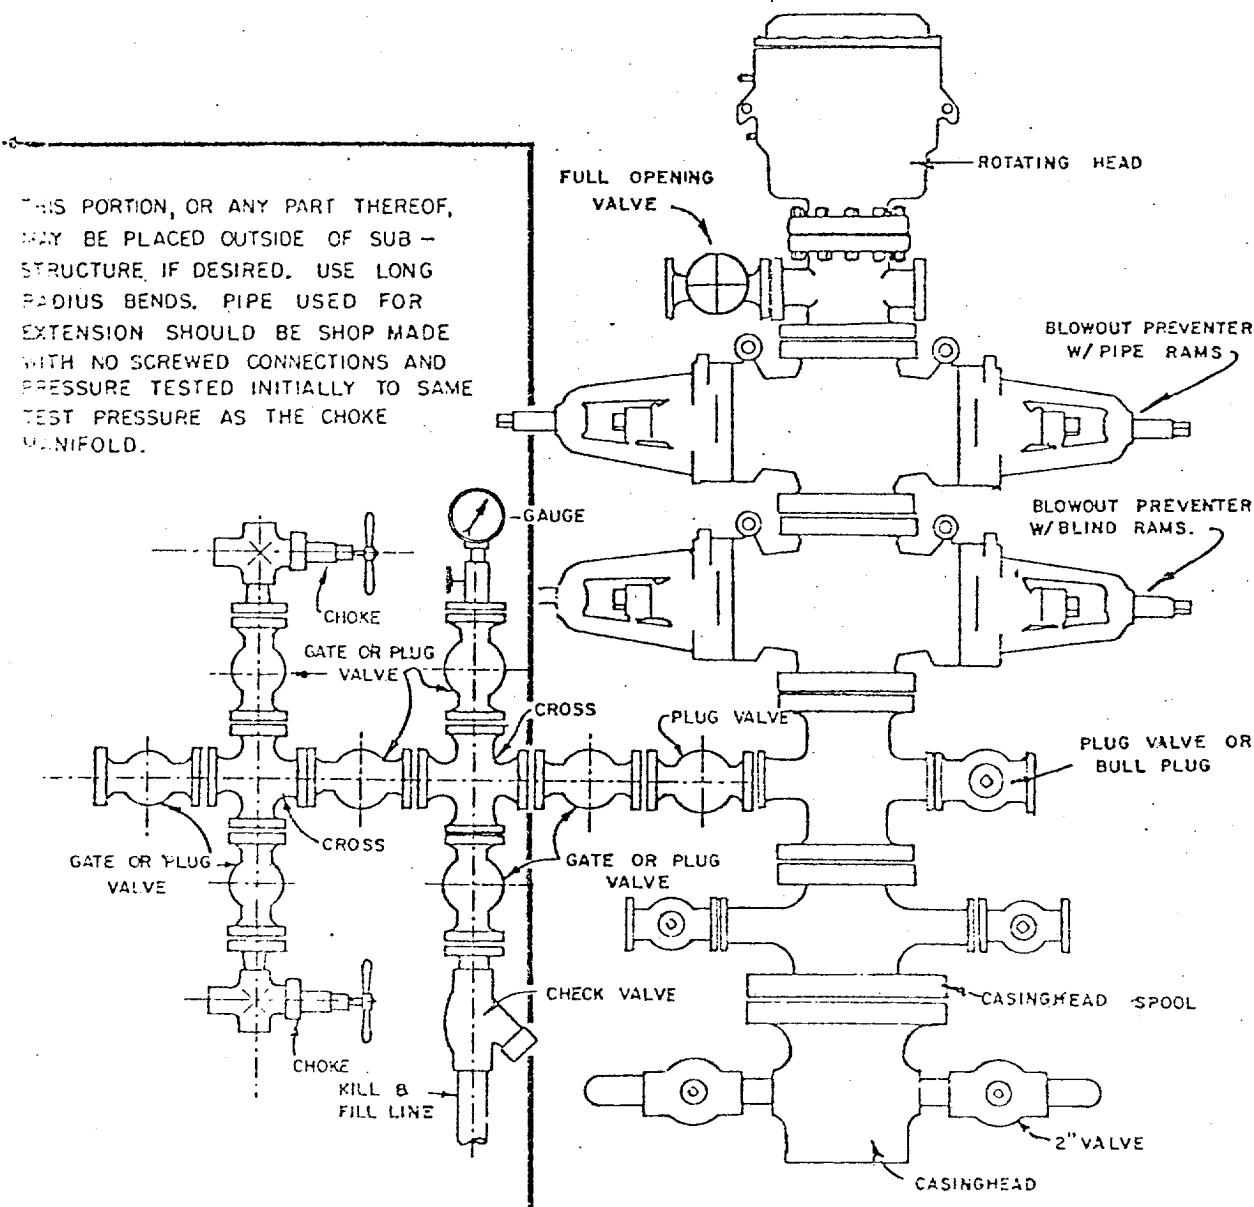 ROTATING HEAD
FULL OPENING
VALVE
THIS PORTION, OR ANY PART THEREOF,
MAY BE PLACED OUTSIDE OF SUB-
STRUCTURE IF DESIRED. USE LONG
RADIUS BENDS. PIPE USED FOR
EXTENSION SHOULD BE SHOP MADE
WITH NO SCREWED CONNECTIONS AND
PRESSURE TESTED INITIALLY TO SAME
TEST PRESSURE AS THE CHOKE
MANIFOLD.
BLOWOUT PREVENTER
W/PIPE RAMS
BLOWOUT PREVENTER
W/BLIND RAMS.
GAUGE
CHOKE
GATE OR PLUG
VALVE
CROSS
PLUG VALVE
PLUG VALVE OR
BULL PLUG
CROSS
GATE OR PLUG
VALVE
GATE OR PLUG
VALVE
CHECK VALVE
CASINGHEAD SPOOL
CHOKE
KILL &
FILL LINE
2" VALVE
CASINGHEAD